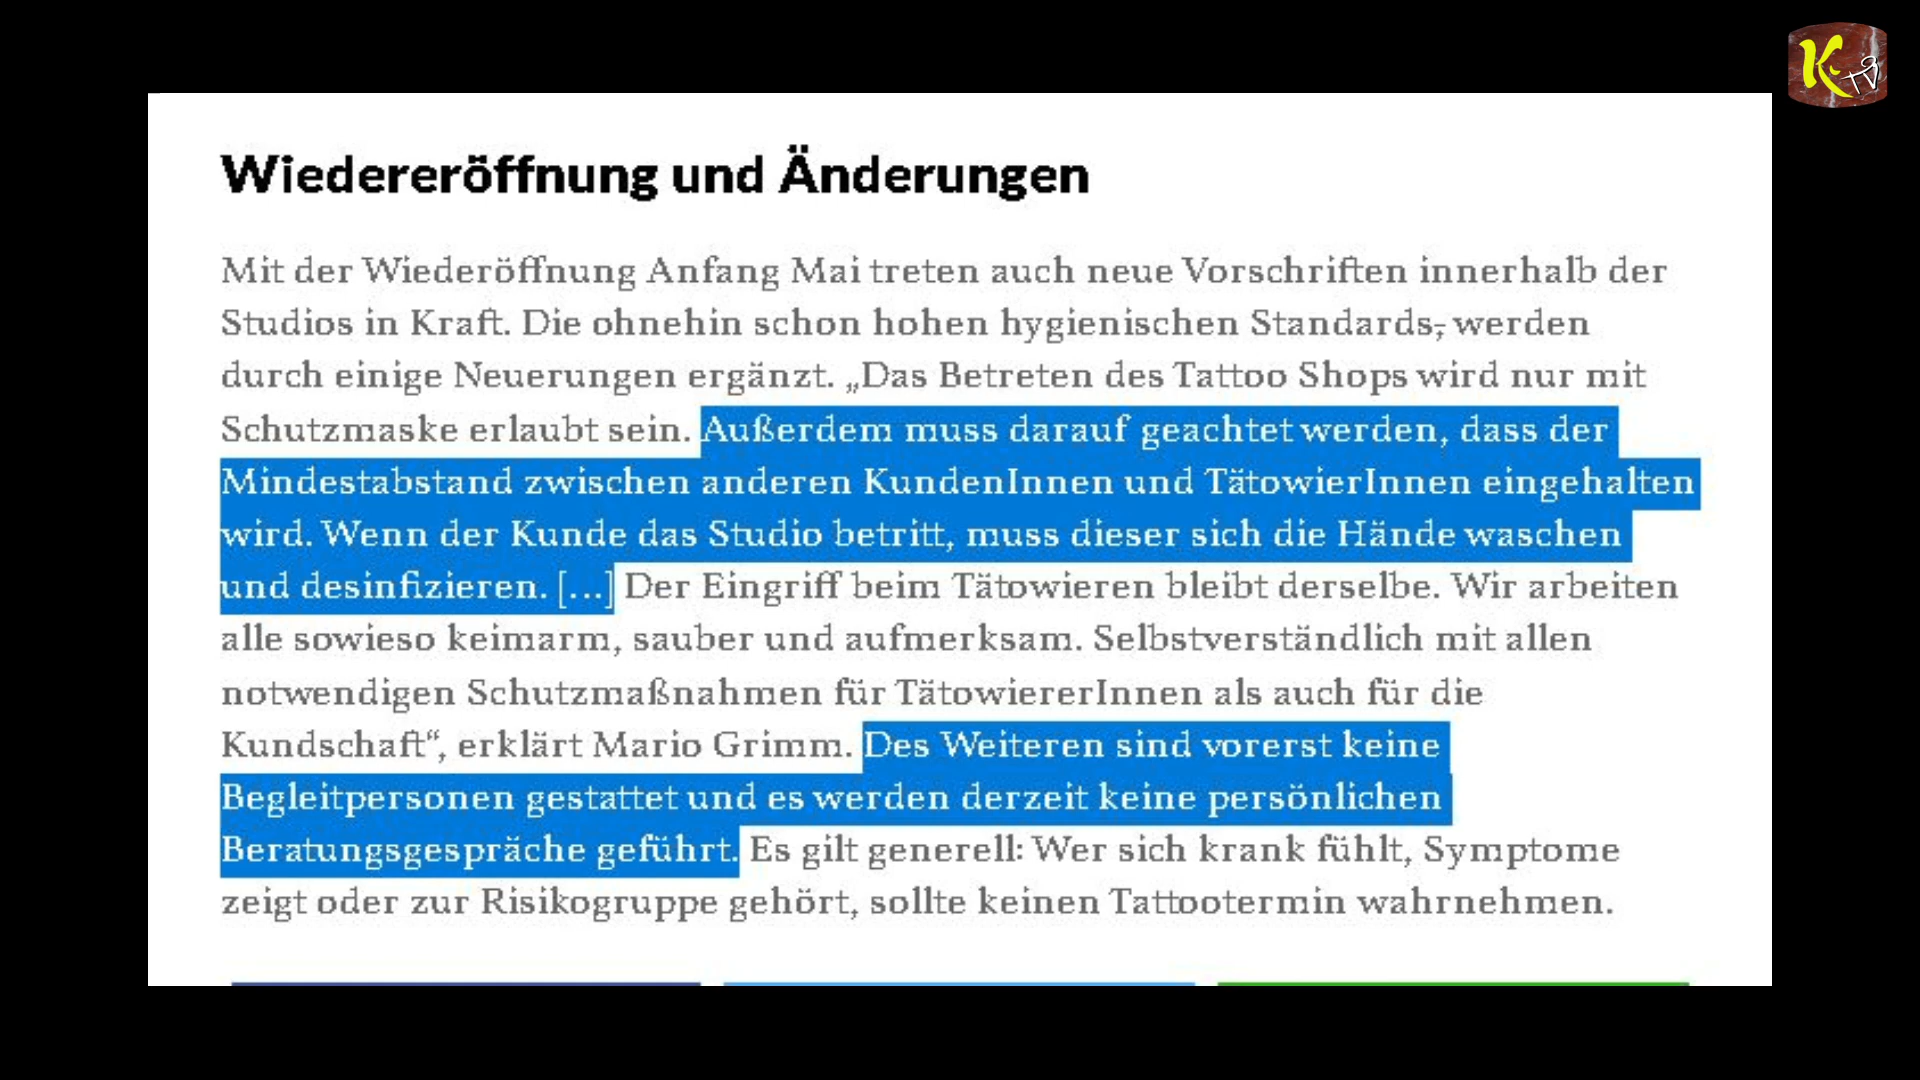 K-TV
Wiedereröffnung und Änderungen
Mit der Wiederöffnung Anfang Mai treten auch neue Vorschriften innerhalb der
Studios in Kraft. Die ohnehin schon hohen hygienischen Standards, werden
durch einige Neuerungen ergänzt. „Das Betreten des Tattoo Shops wird nur mit
Schutzmaske erlaubt sein. Außerdem muss darauf geachtet werden, dass der
Mindestabstand zwischen anderen KundenInnen und TätowierInnen eingehalten
wird. Wenn der Kunde das Studio betritt, muss dieser sich die Hände waschen
und desinfizieren. [...] Der Eingriff beim Tätowieren bleibt derselbe. Wir arbeiten
alle sowieso keimarm, sauber und aufmerksam. Selbstverständlich mit allen
notwendigen Schutzmaßnahmen für TätowiererInnen als auch für die
Kundschaft“, erklärt Mario Grimm. Des Weiteren sind vorerst keine
Begleitpersonen gestattet und es werden derzeit keine persönlichen
Beratungsgespräche geführt. Es gilt generell: Wer sich krank fühlt, Symptome
zeigt oder zur Risikogruppe gehört, sollte keinen Tattootermin wahrnehmen.